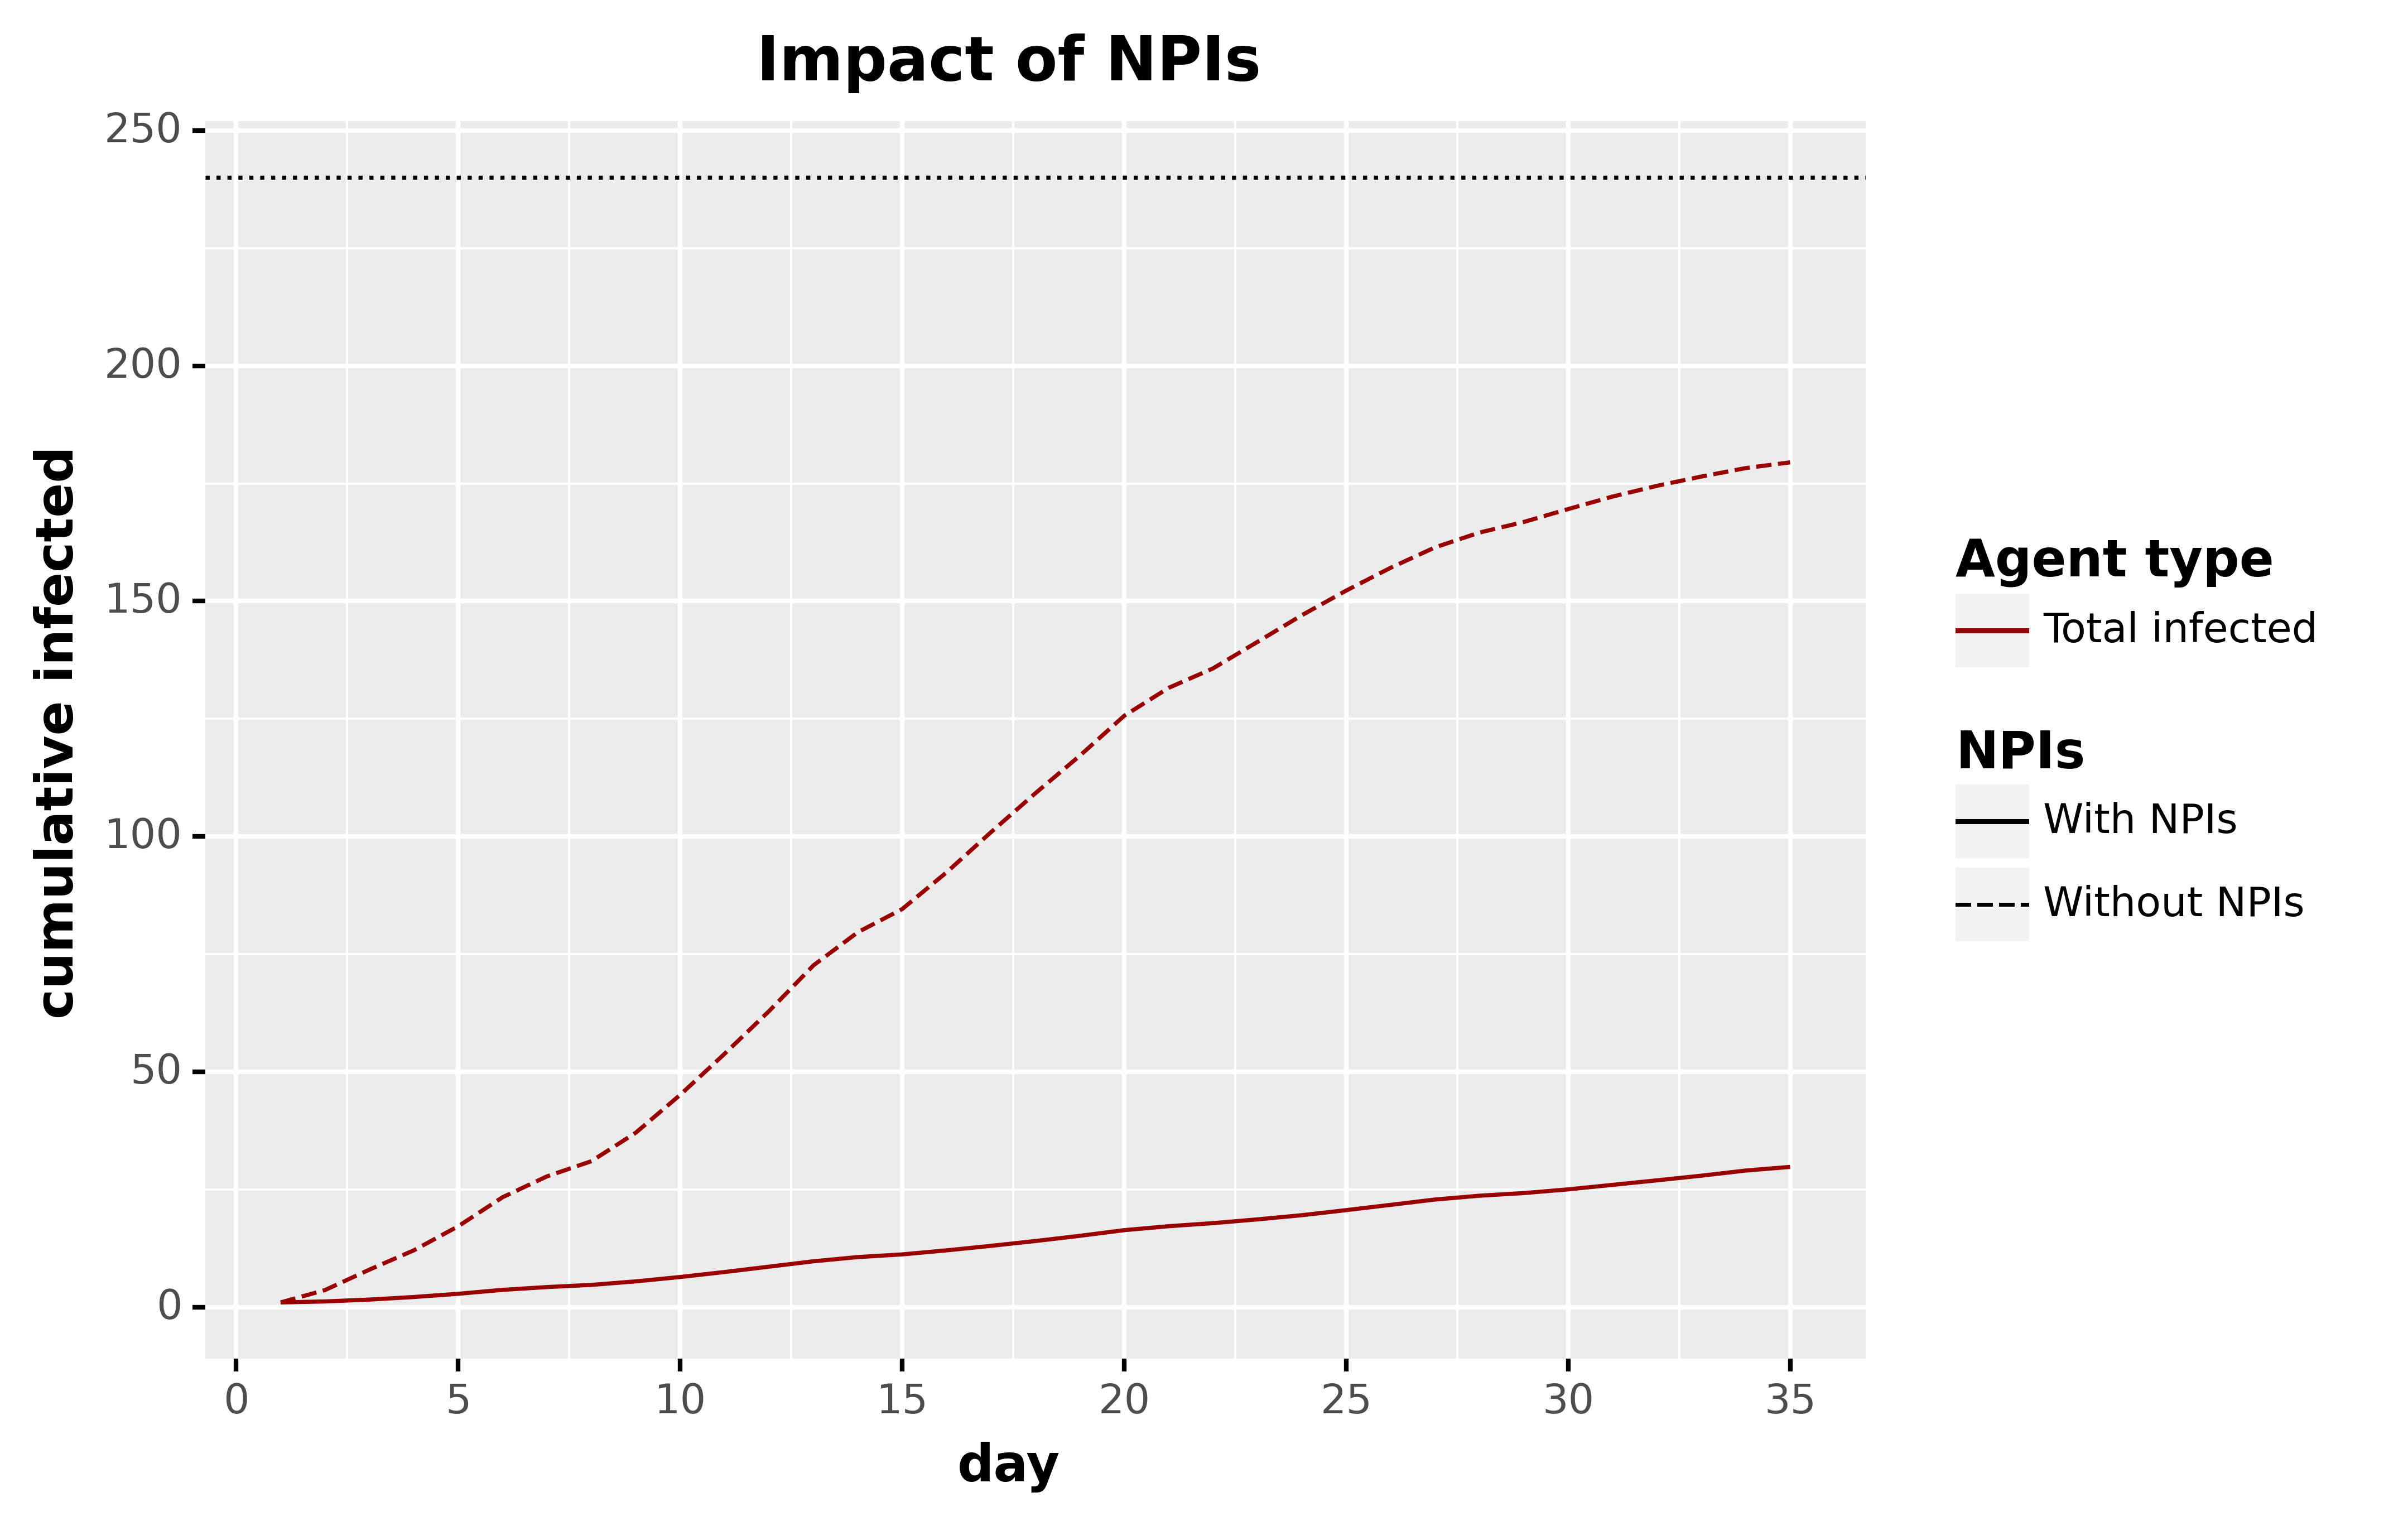 Impact of NPIs
250
200
150
100
50
0
cumulative infected
0 5 10 15 20 25 30 35
day
Agent type
Total infected
NPIs
With NPIs
Without NPIs